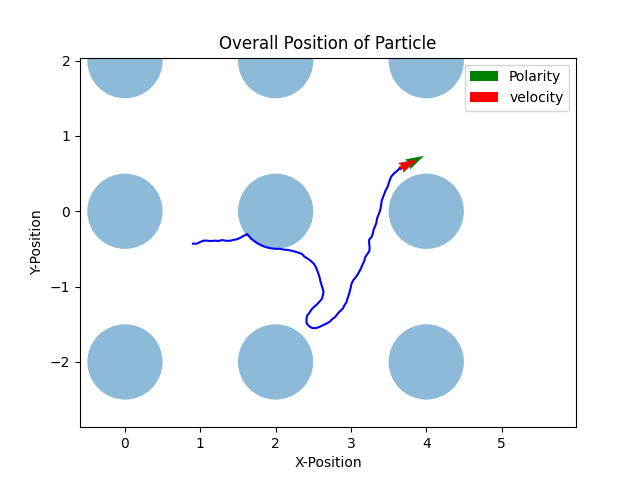 Overall Position of Particle
Polarity
velocity
2
1
0
−1
−2
Y-Position
0 1 2 3 4 5
X-Position